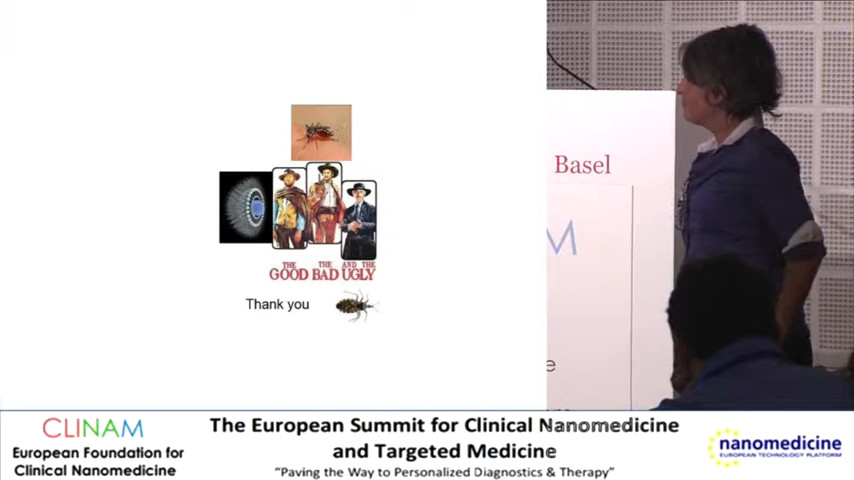 THE THE AND THE
GOOD BAD UGLY
Thank you
Basel
M
e
CLINAM
European Foundation for
Clinical Nanomedicine
The European Summit for Clinical Nanomedicine
and Targeted Medicine
"Paving the Way to Personalized Diagnostics & Therapy"
nanomedicine
EUROPEAN TECHNOLOGY PLATFORM